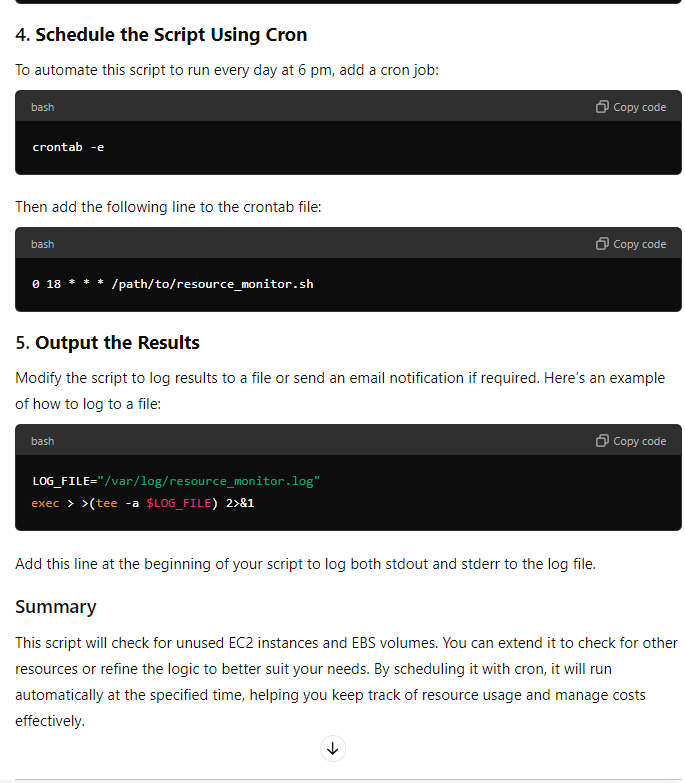 4. Schedule the Script Using Cron
To automate this script to run every day at 6 pm, add a cron job:
bash
Copy code
crontab -e
Then add the following line to the crontab file:
bash
Copy code
0 18 * * * /path/to/resource_monitor.sh
5. Output the Results
Modify the script to log results to a file or send an email notification if required. Here’s an example
of how to log to a file:
bash
Copy code
LOG_FILE="/var/log/resource_monitor.log"
exec > >(tee -a $LOG_FILE) 2>&1
Add this line at the beginning of your script to log both stdout and stderr to the log file.
Summary
This script will check for unused EC2 instances and EBS volumes. You can extend it to check for other
resources or refine the logic to better suit your needs. By scheduling it with cron, it will run
automatically at the specified time, helping you keep track of resource usage and manage costs
effectively.